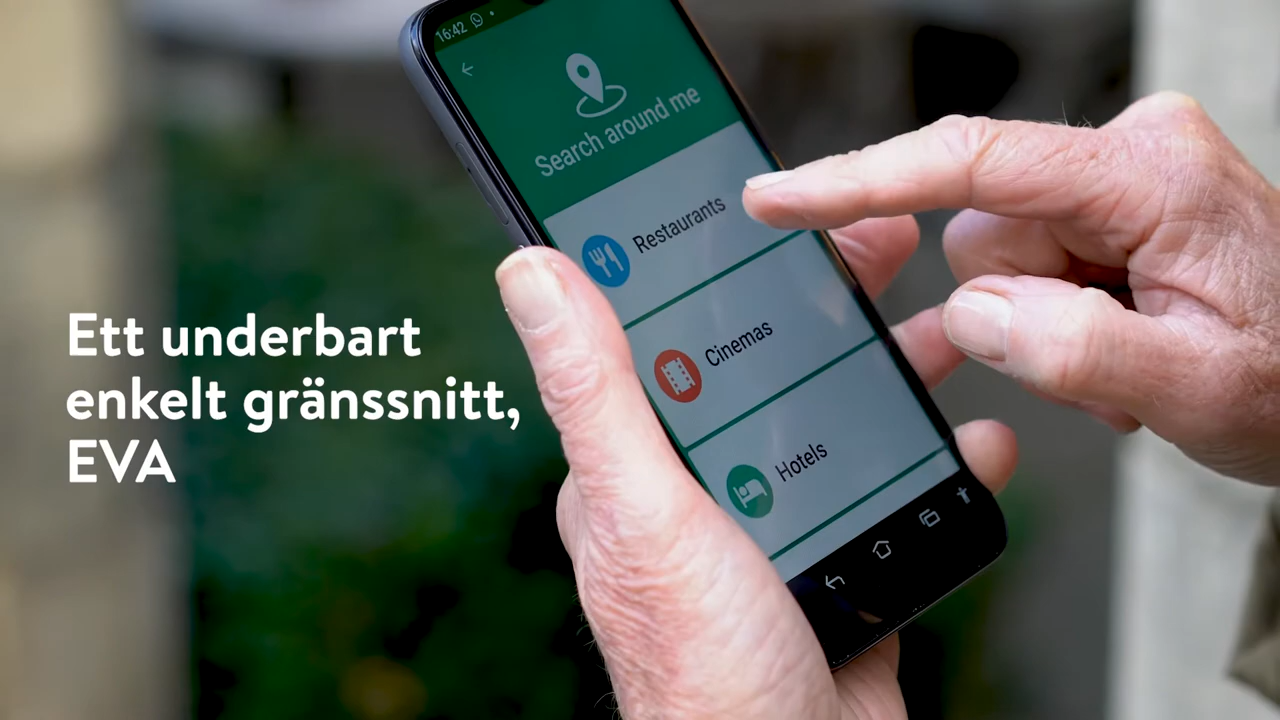 Ett underbart
enkelt gränssnitt,
EVA
16:42
Search around me
Restaurants
Cinemas
Hotels